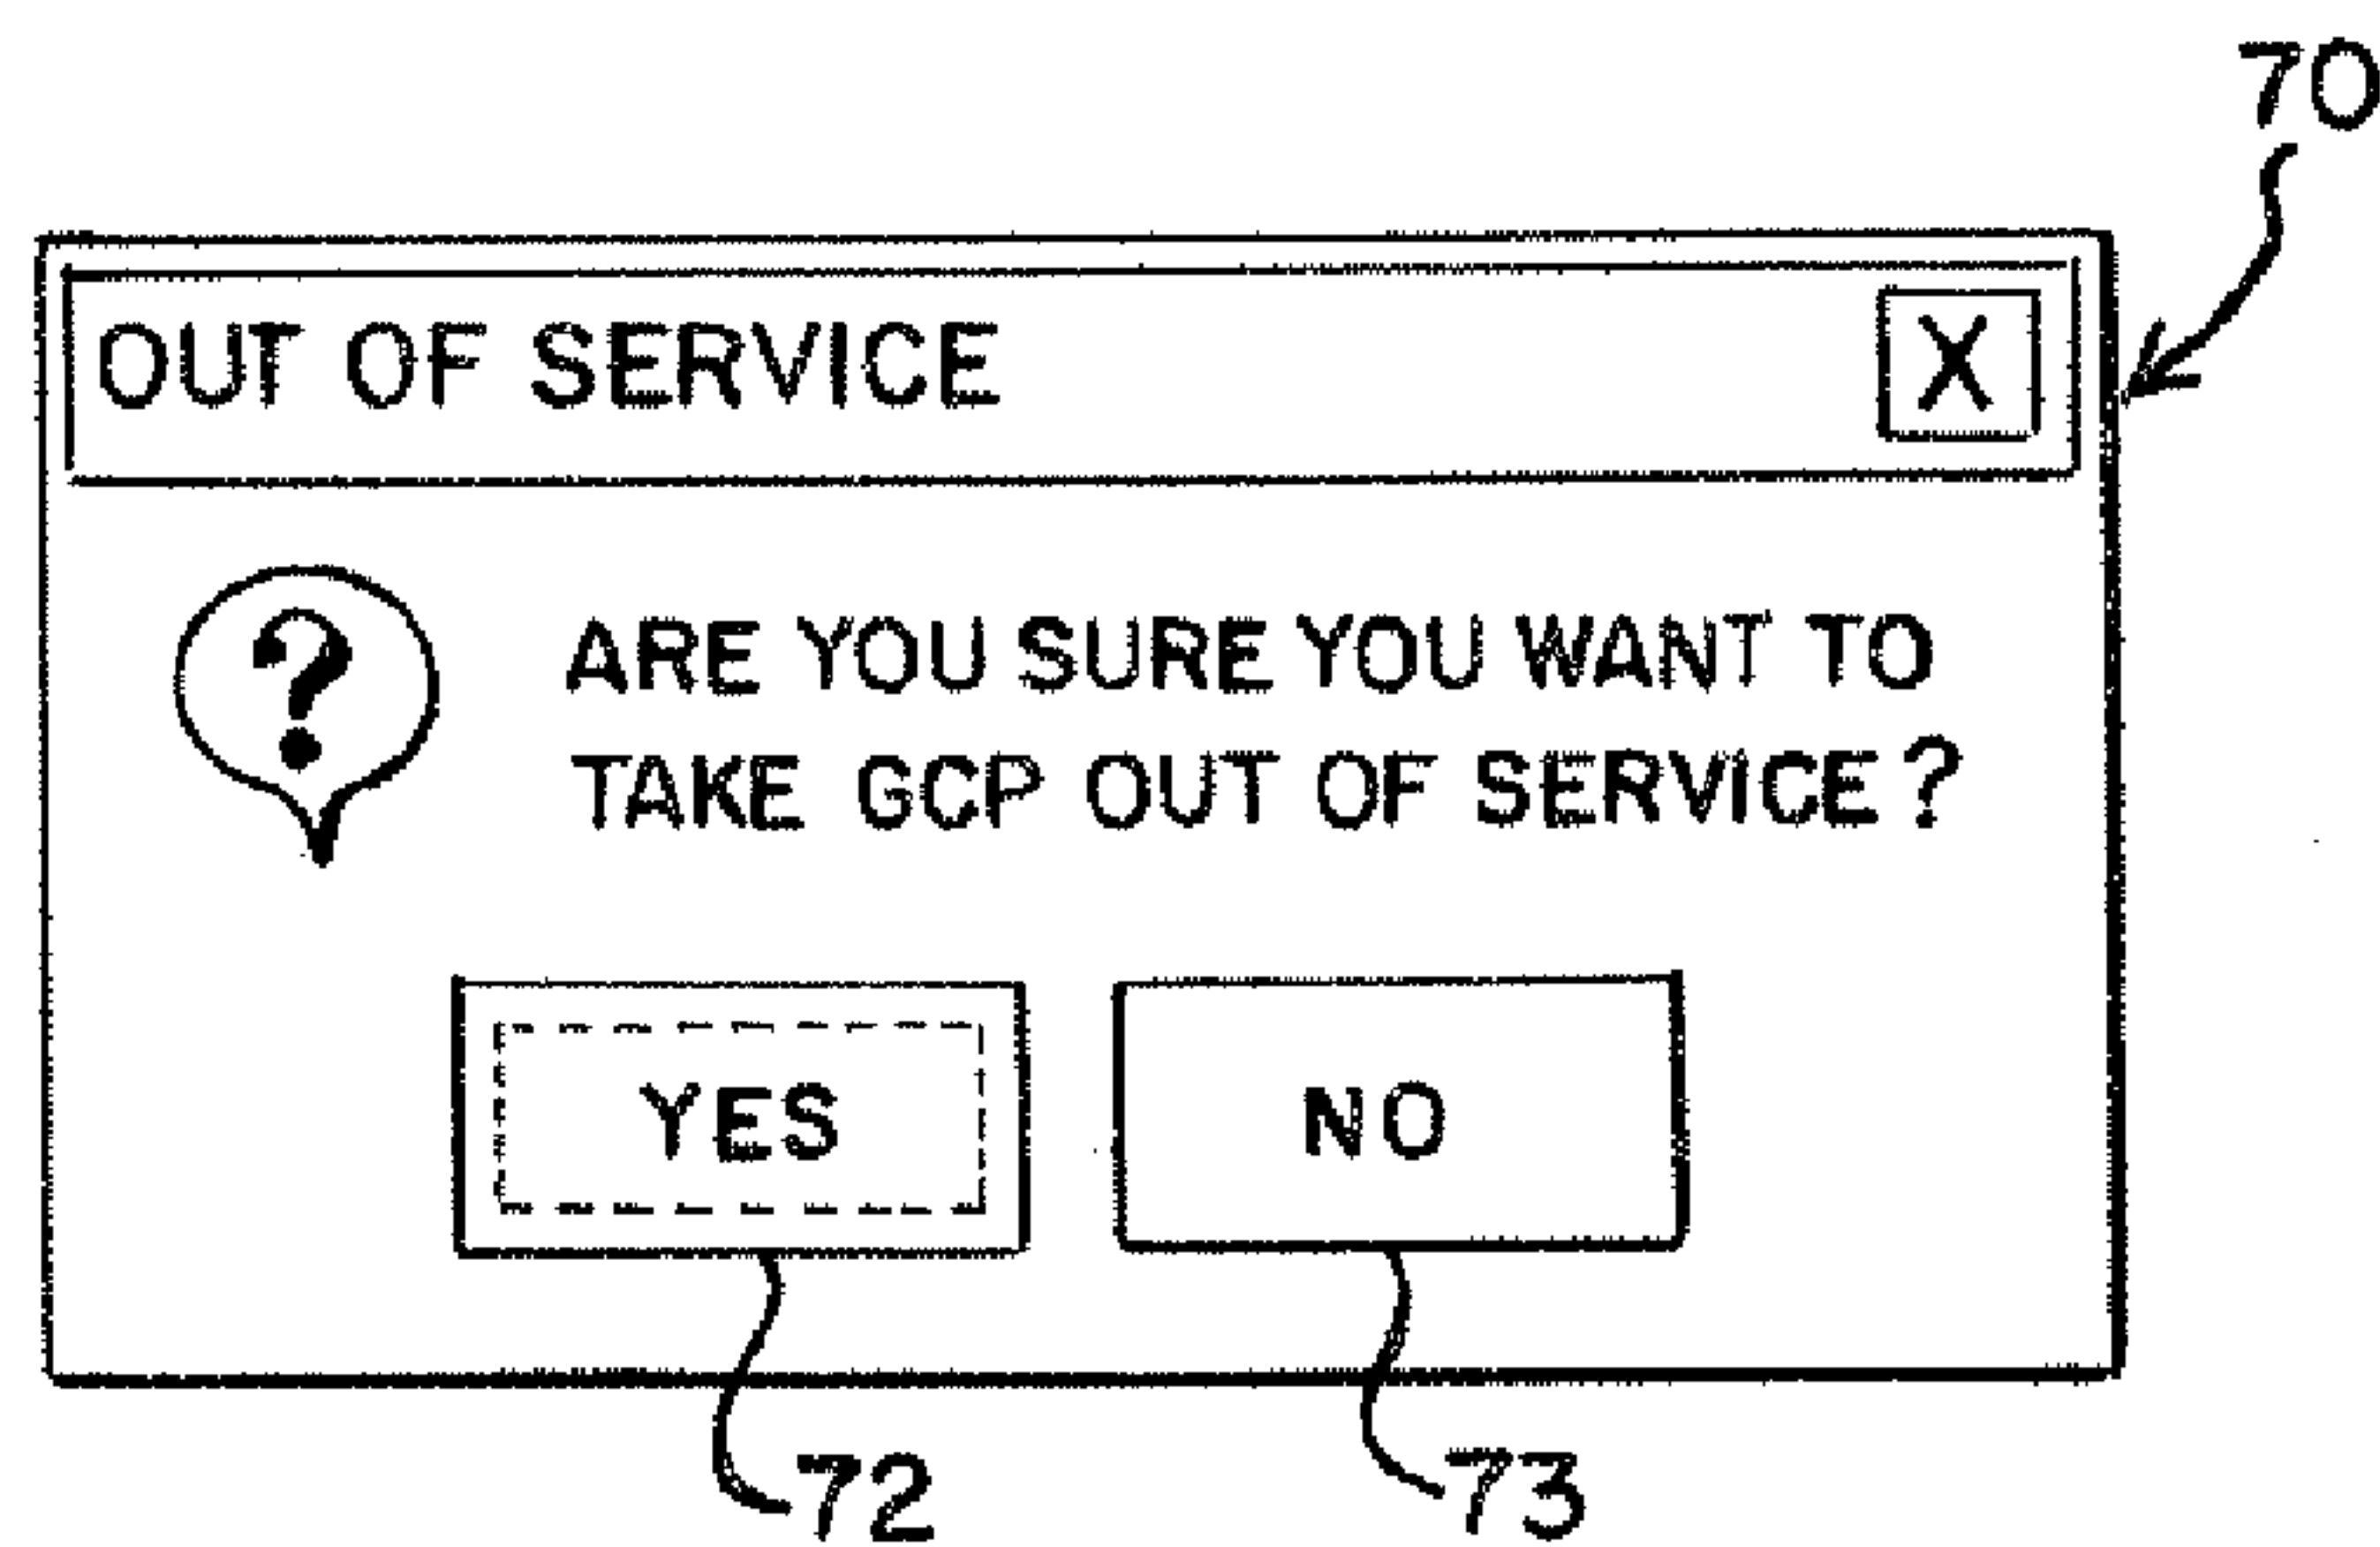 70
OUT OF SERVICE X
? ARE YOU SURE YOU WANT TO
TAKE GCP OUT OF SERVICE?
YES NO
72 73